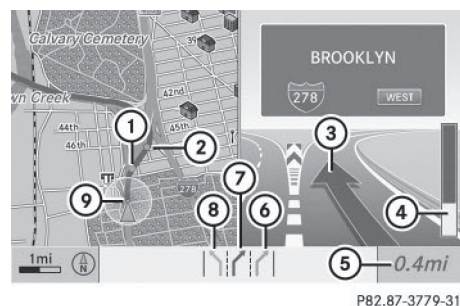 Calvary Cemetery
39
BROOKLYN
wn Creek
42nd
278
WEST
44th
45th
1
2
3
46th
278
4
9
8
7
6
5
1mi
N
0.4mi
P82.87-3779-31